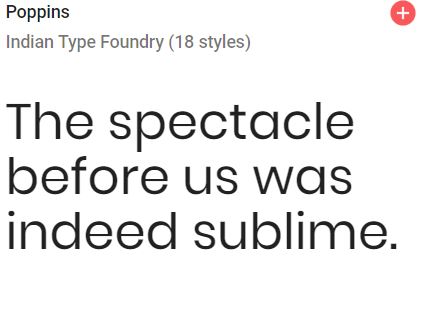 Poppins
Indian Type Foundry (18 styles)
The spectacle
before us was
indeed sublime.